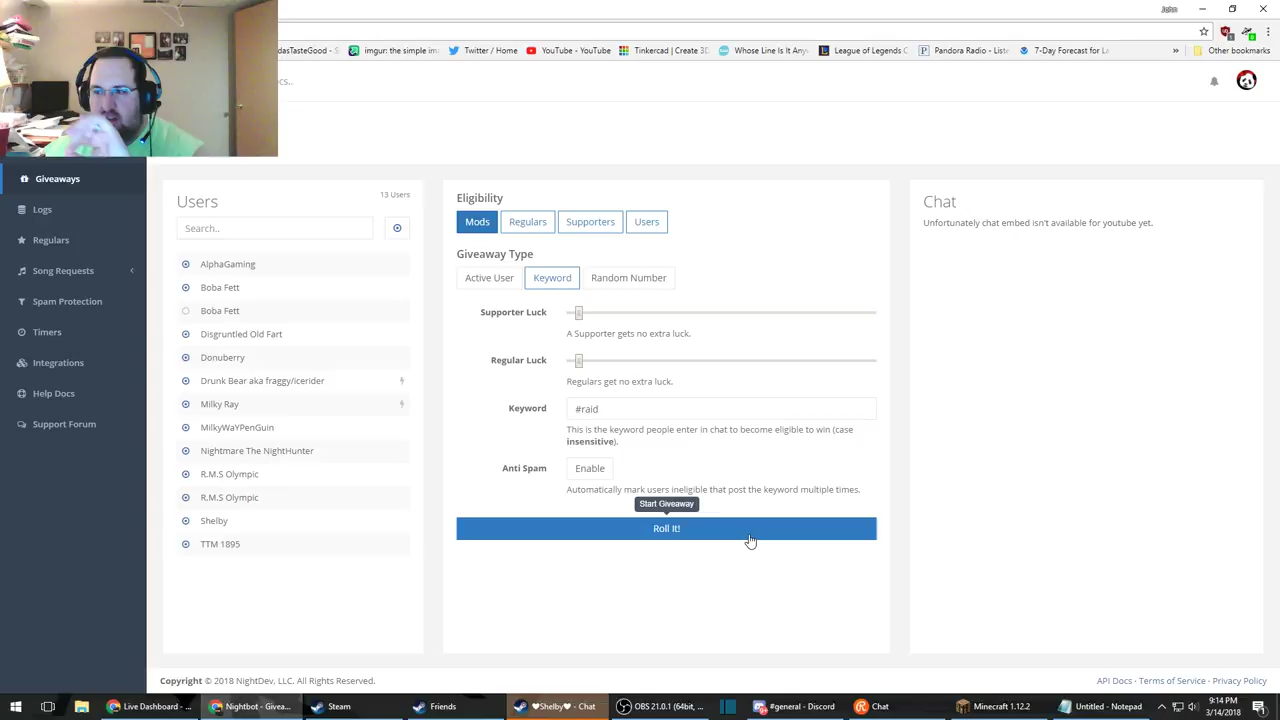 John
dasTasteGood - S
imgur: the simple im
Twitter / Home
YouTube - YouTube
Tinkercad | Create 3D
Whose Line Is It Any
League of Legends
Pandora Radio - Liste
7-Day Forecast for La
Other bookmarks
cs..
Giveaways
Logs
Regulars
Song Requests
Spam Protection
Timers
Integrations
Help Docs
Support Forum
Users
13 Users
Search..
AlphaGaming
Boba Fett
Boba Fett
Disgruntled Old Fart
Donuberry
Drunk Bear aka fraggy/icerider
Milky Ray
MilkyWaYPenGuin
Nightmare The NightHunter
R.M.S Olympic
R.M.S Olympic
Shelby
TTM 1895
Eligibility
Mods Regulars Supporters Users
Giveaway Type
Active User Keyword Random Number
Supporter Luck
A Supporter gets no extra luck.
Regular Luck
Regulars get no extra luck.
Keyword #raid
This is the keyword people enter in chat to become eligible to win (case
insensitive).
Anti Spam Enable
Automatically mark users ineligible that post the keyword multiple times.
Start Giveaway
Roll It!
Chat
Unfortunately chat embed isn't available for youtube yet.
Copyright © 2018 NightDev, LLC. All Rights Reserved.
API Docs · Terms of Service · Privacy Policy
Live Dashboard - ...
Nightbot - Givea...
Steam
Friends
♥Shelby♥ - Chat
OBS 21.0.1 (64bit, ...
#general - Discord
Chat
Minecraft 1.12.2
Untitled - Notepad
9:14 PM
3/14/2018